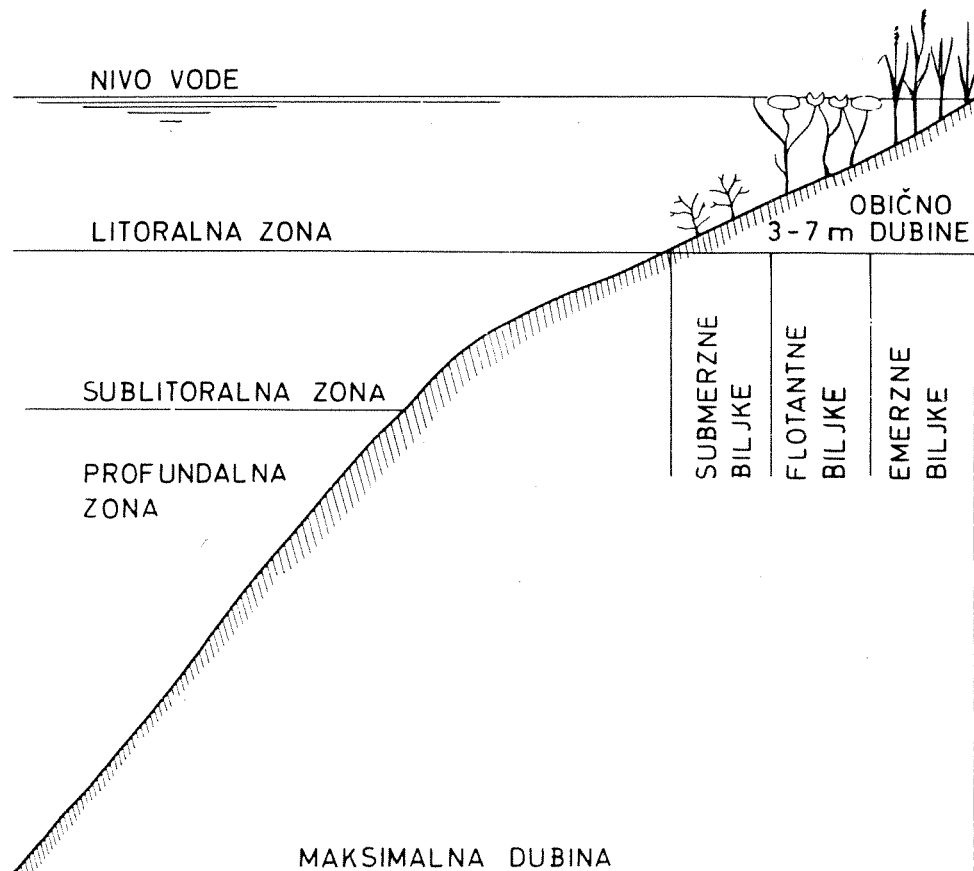 NIVO VODE
LITORALNA ZONA
OBIČNO
3-7 m DUBINE
SUBLITORALNA ZONA
PROFUNDALNA
ZONA
SUBMERZNE
BILJKE
FLOTANTNE
BILJKE
EMERZNE
BILJKE
MAKSIMALNA DUBINA